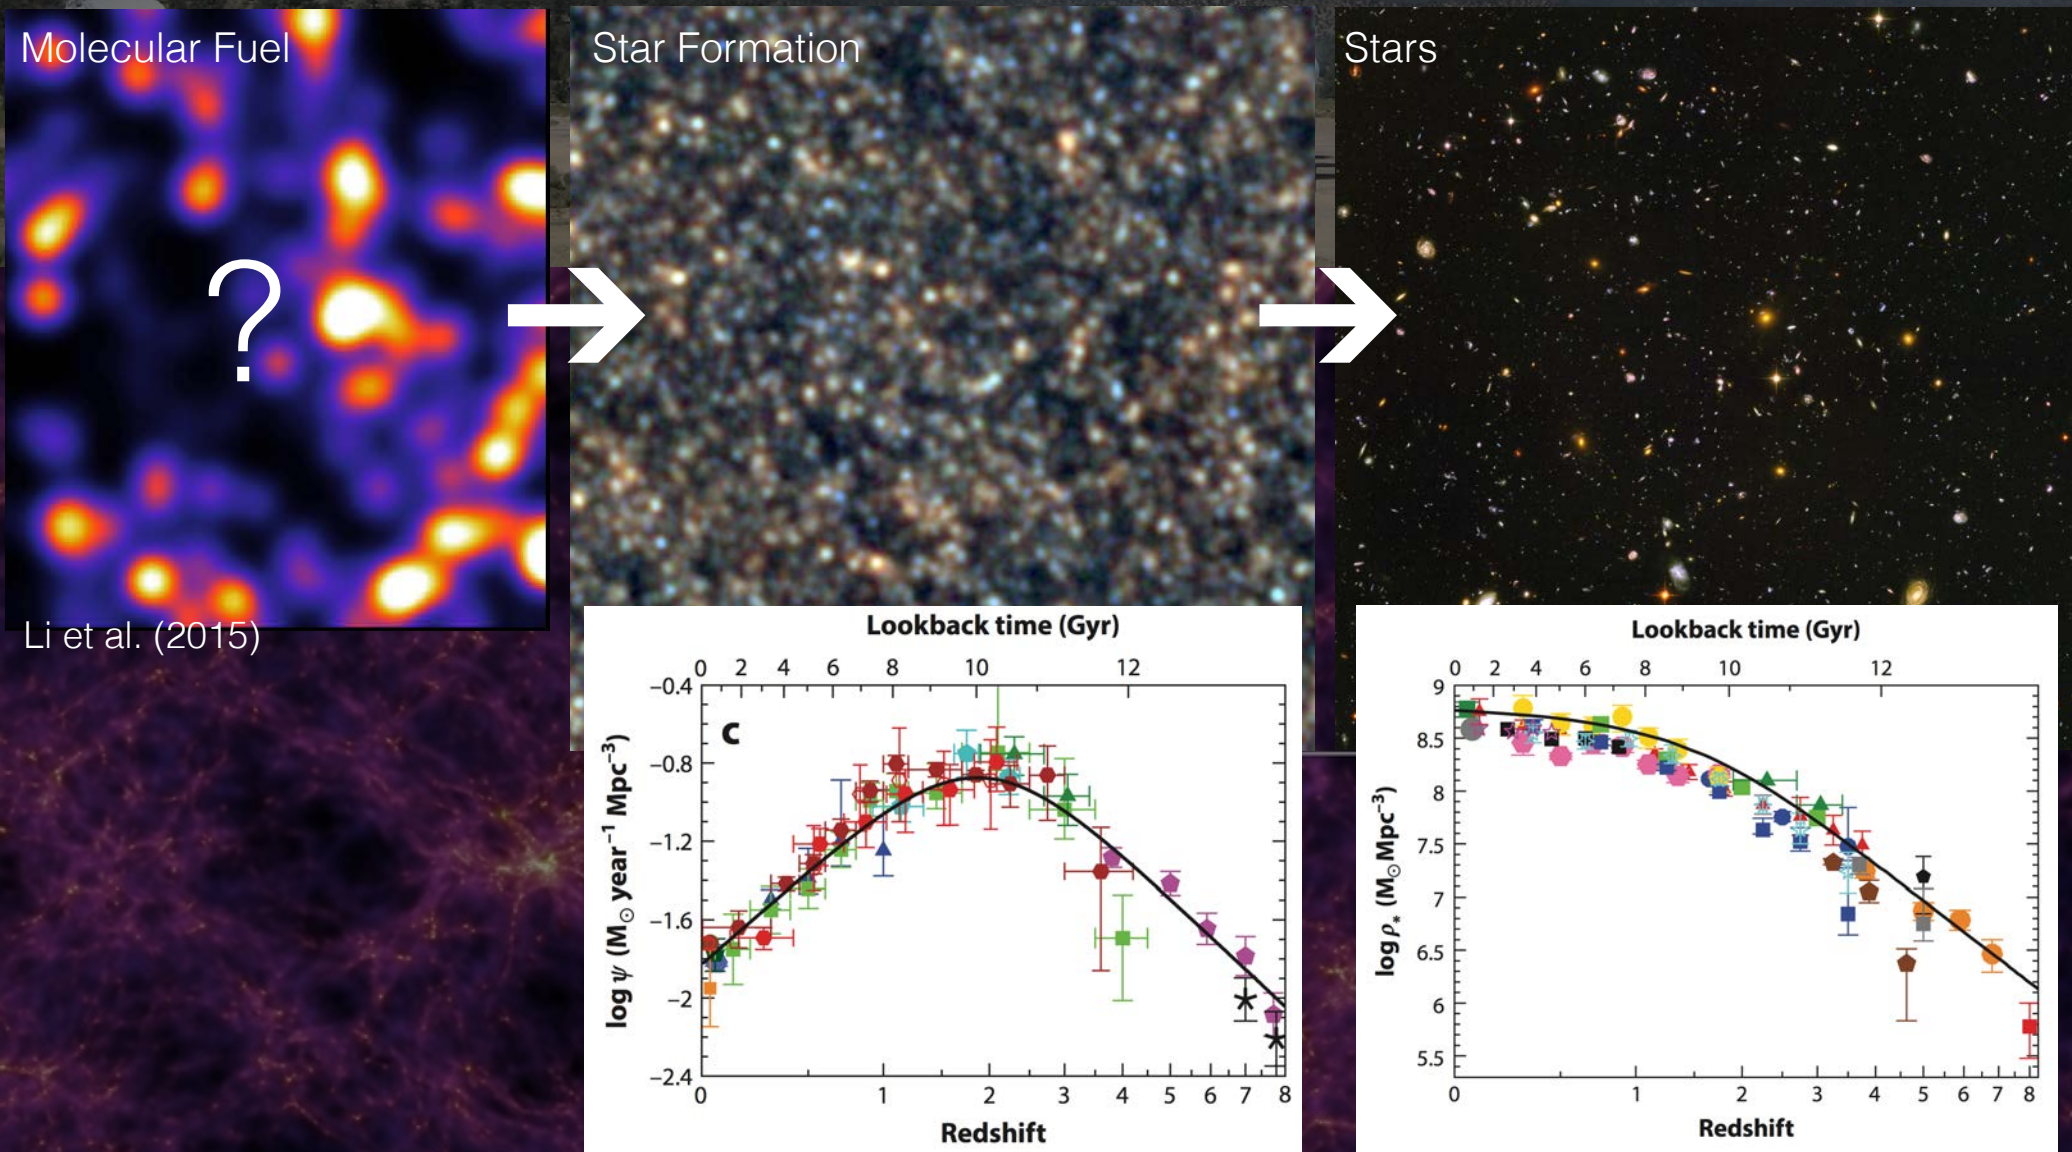 Molecular Fuel
?
Li et al. (2015)
Star Formation
Stars
Lookback time (Gyr)
0 2 4 6 8 10 12
c
log ψ (M⊙ year⁻¹ Mpc⁻³)
−0.4
−0.8
−1.2
−1.6
−2
−2.4
0 1 2 3 4 5 6 7 8
Redshift
Lookback time (Gyr)
0 2 4 6 8 10 12
log ρ* (M⊙ Mpc⁻³)
9
8.5
8
7.5
7
6.5
6
5.5
0 1 2 3 4 5 6 7 8
Redshift